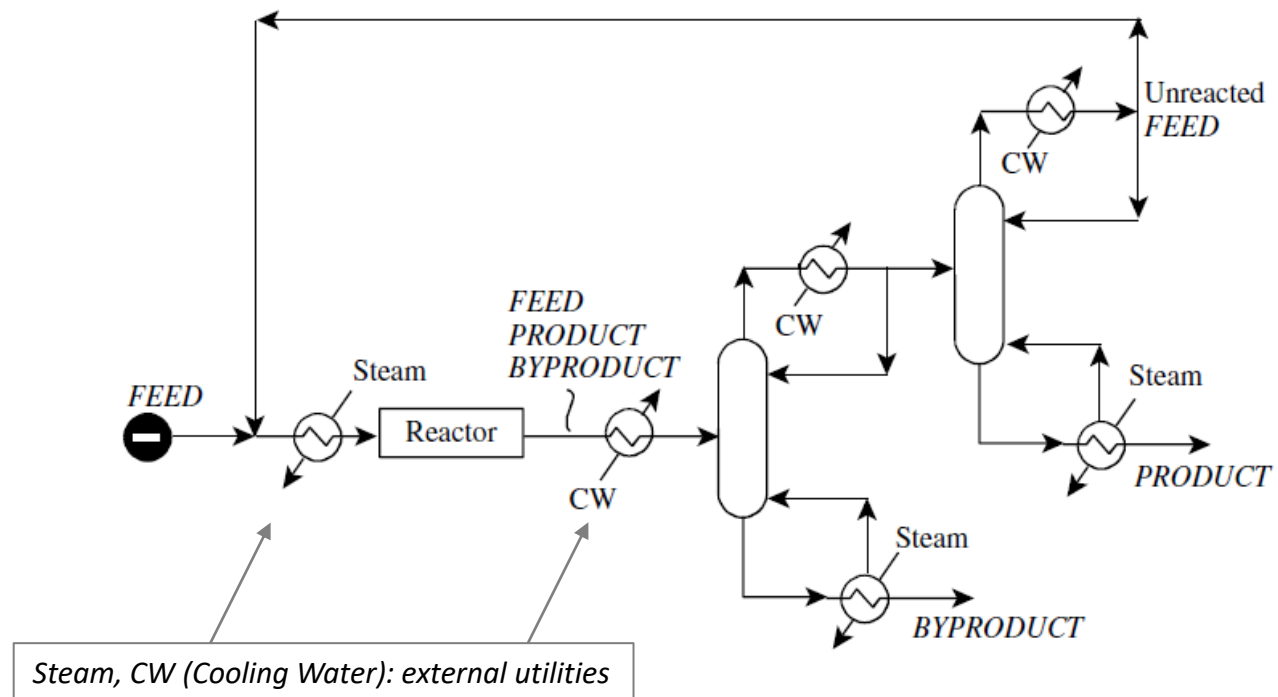 Unreacted
FEED
CW
FEED
PRODUCT
BYPRODUCT
CW
Steam
Steam
FEED
Reactor
PRODUCT
CW
Steam
BYPRODUCT
Steam, CW (Cooling Water): external utilities